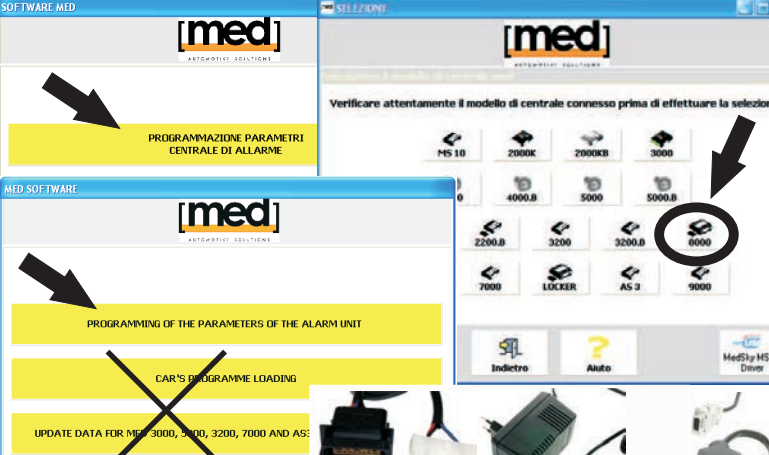 SOFTWARE MED
[med]
AUTOMOTIVE SOLUTIONS
PROGRAMMAZIONE PARAMETRI
CENTRALE DI ALLARME
SELEZIONE
[med]
AUTOMOTIVE SOLUTIONS
Verificare attentamente il modello di centrale connesso prima di effettuare la selezion
MS 10 2000K 2000KB 3000
0 4000.B 5000 5000.B
2200.B 3200 3200.B 8000
7000 LOCKER AS 3 9000
Indietro Aiuto MedSky MS
Driver
MED SOFTWARE
[med]
AUTOMOTIVE SOLUTIONS
PROGRAMMING OF THE PARAMETERS OF THE ALARM UNIT
CAR'S PROGRAMME LOADING
UPDATE DATA FOR MED 3000, 5000, 3200, 7000 AND AS3